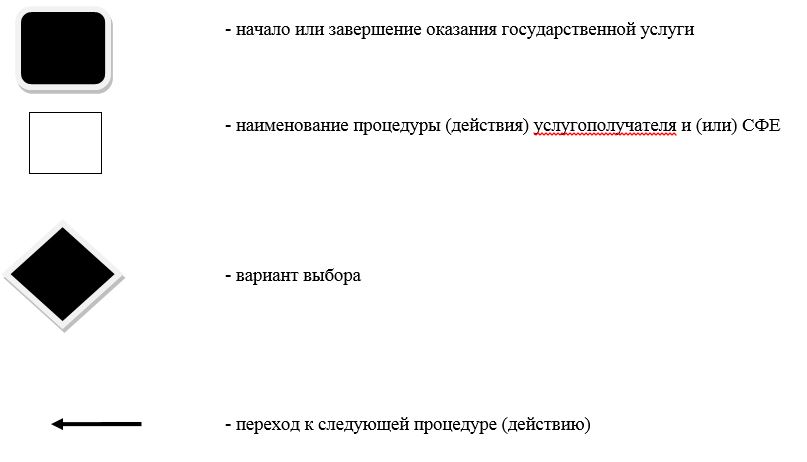 - начало или завершение оказания государственной услуги
- наименование процедуры (действия) услугополучателя и (или) СФЕ
- вариант выбора
- переход к следующей процедуре (действию)